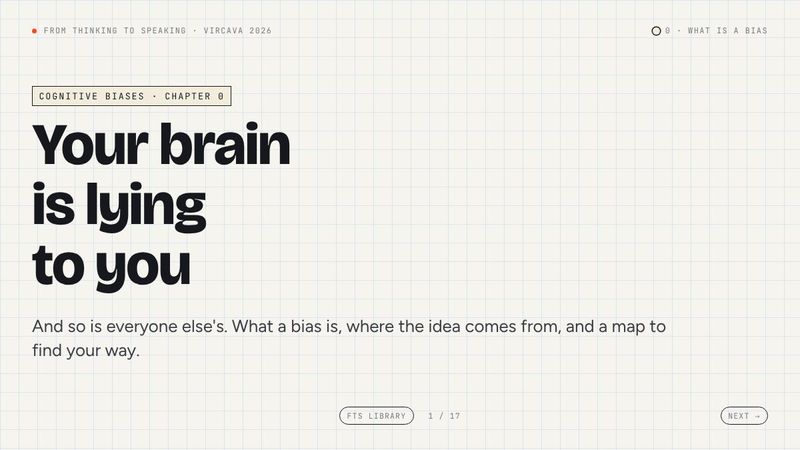 FROM THINKING TO SPEAKING · VIRCAVA 2026
0 · WHAT IS A BIAS
COGNITIVE BIASES · CHAPTER 0
Your brain
is lying
to you
And so is everyone else's. What a bias is, where the idea comes from, and a map to
find your way.
FTS LIBRARY
1 / 17
NEXT →